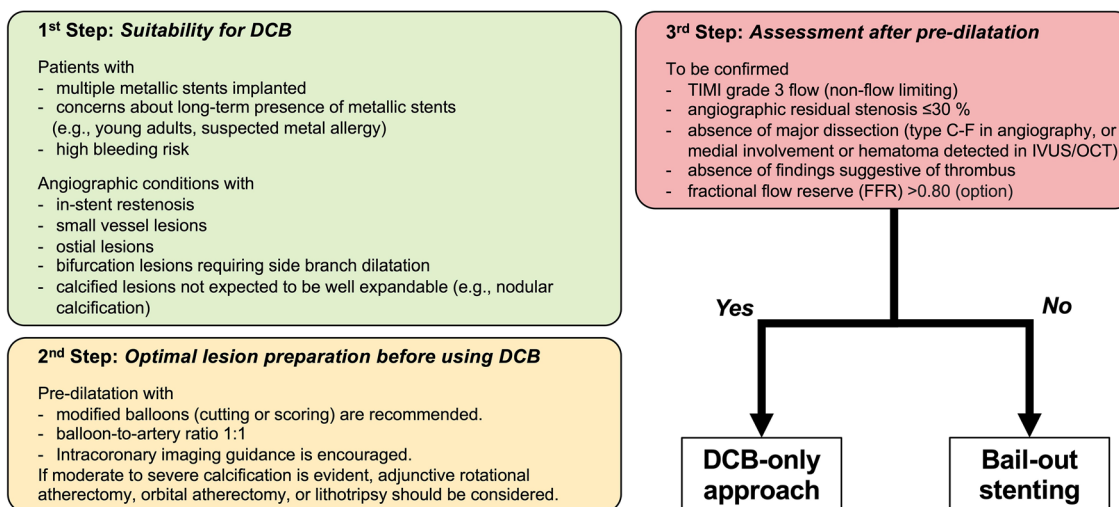 1st Step: Suitability for DCB
Patients with
- multiple metallic stents implanted
- concerns about long-term presence of metallic stents
(e.g., young adults, suspected metal allergy)
- high bleeding risk
Angiographic conditions with
- in-stent restenosis
- small vessel lesions
- ostial lesions
- bifurcation lesions requiring side branch dilatation
- calcified lesions not expected to be well expandable (e.g., nodular
calcification)
2nd Step: Optimal lesion preparation before using DCB
Pre-dilatation with
- modified balloons (cutting or scoring) are recommended.
- balloon-to-artery ratio 1:1
- Intracoronary imaging guidance is encouraged.
If moderate to severe calcification is evident, adjunctive rotational
atherectomy, orbital atherectomy, or lithotripsy should be considered.
3rd Step: Assessment after pre-dilatation
To be confirmed
- TIMI grade 3 flow (non-flow limiting)
- angiographic residual stenosis ≤30 %
- absence of major dissection (type C-F in angiography, or
medial involvement or hematoma detected in IVUS/OCT)
- absence of findings suggestive of thrombus
- fractional flow reserve (FFR) >0.80 (option)
Yes
No
DCB-only
approach
Bail-out
stenting